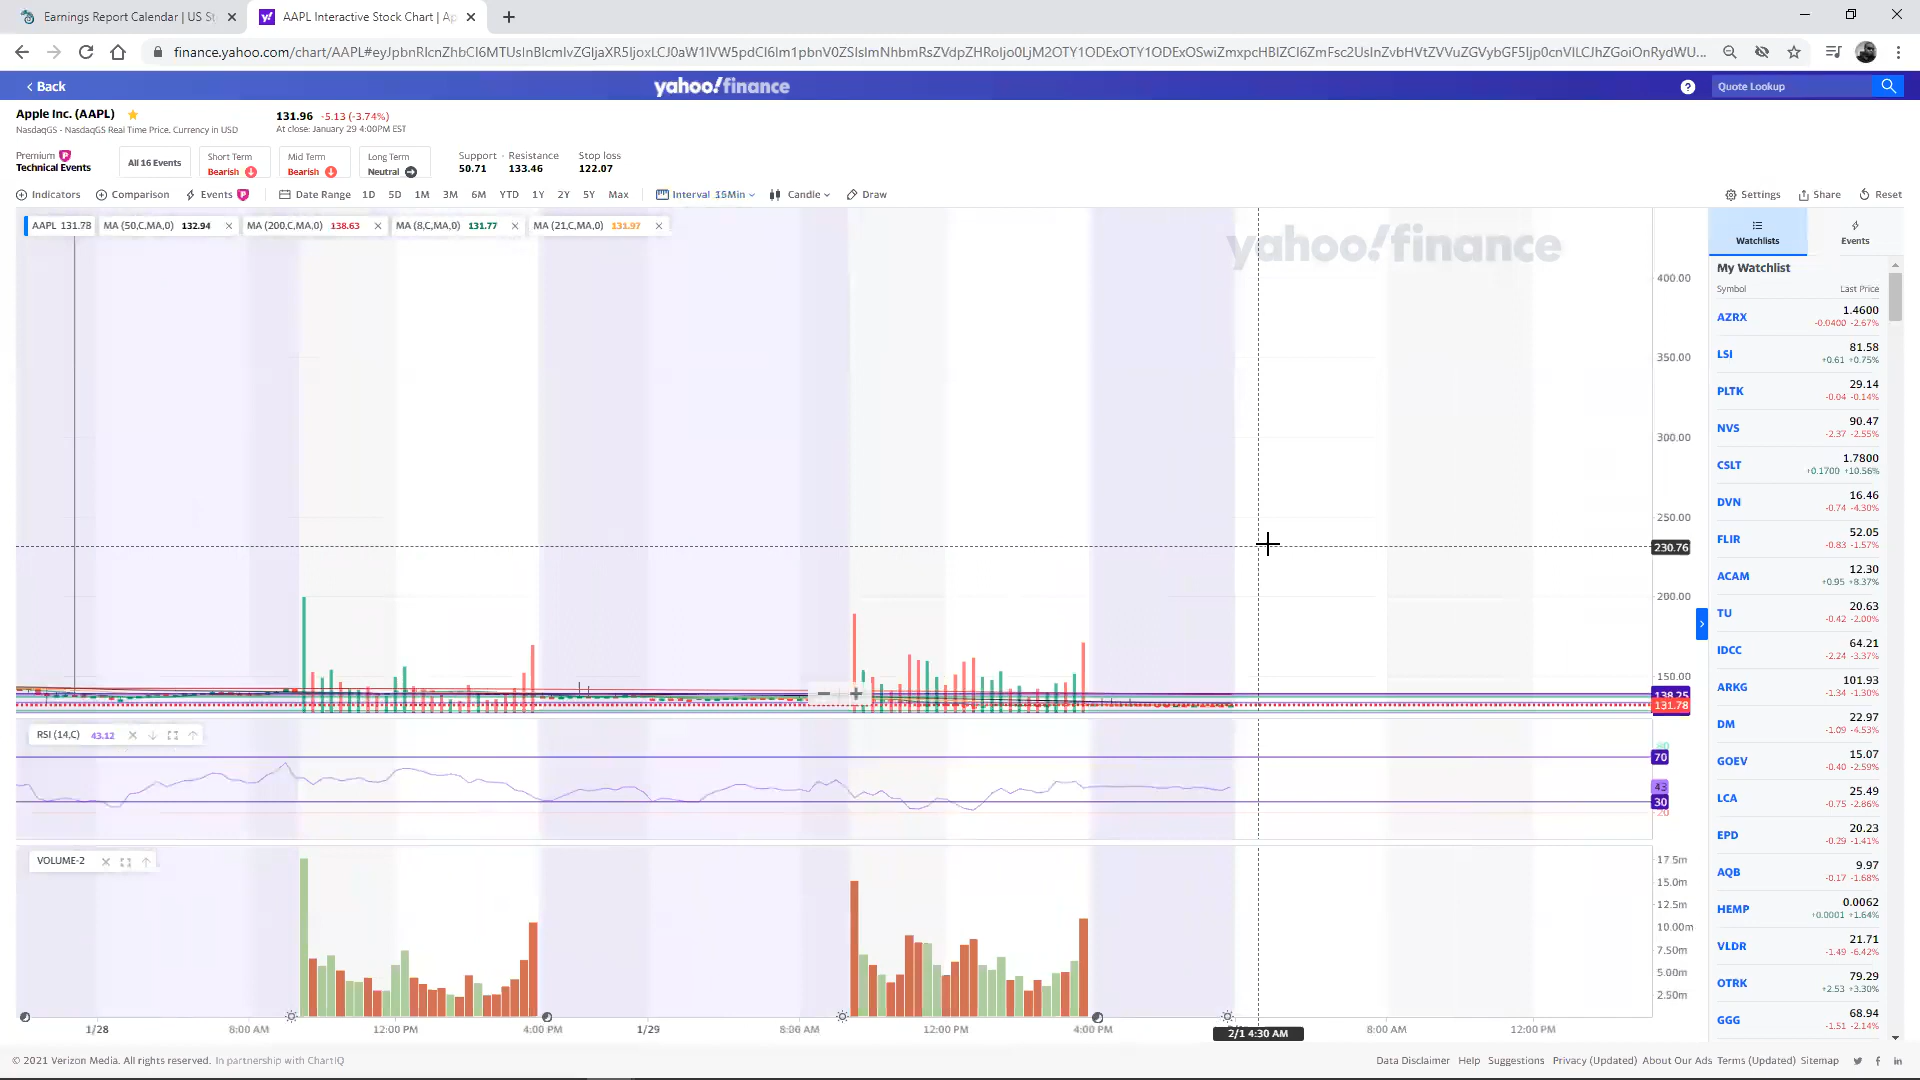 Earnings Report Calendar | US St
AAPL Interactive Stock Chart | Ap
finance.yahoo.com/chart/AAPL#
Back
yahoo!finance
Quote Lookup
Apple Inc. (AAPL)
NasdaqGS - NasdaqGS Real Time Price. Currency in USD
131.96 -5.13 (-3.74%)
At close: January 29 4:00PM EST
Premium
Technical Events
All 16 Events
Short Term
Bearish
Mid Term
Bearish
Long Term
Neutral
Support - Resistance
50.71 133.46
Stop loss
122.07
Indicators Comparison Events Date Range 1D 5D 1M 3M 6M YTD 1Y 2Y 5Y Max Interval 15Min Candle Draw
Settings Share Reset
AAPL 131.78 MA (50,C,MA,0) 132.94 MA (200,C,MA,0) 138.63 MA (8,C,MA,0) 131.77 MA (21,C,MA,0) 131.97
yahoo!finance
400.00
350.00
300.00
250.00
230.76
200.00
150.00
138.25
131.78
RSI (14,C) 43.12
70
43
30
20
VOLUME-2
17.5m
15.0m
12.5m
10.00m
7.50m
5.00m
2.50m
1/28 8:00 AM 12:00 PM 4:00 PM 1/29 8:00 AM 12:00 PM 4:00 PM 2/1 4:30 AM 8:00 AM 12:00 PM
Watchlists
Events
My Watchlist
Symbol Last Price
AZRX 1.4600
-0.0400 -2.67%
LSI 81.58
+0.61 +0.75%
PLTK 29.14
-0.04 -0.14%
NVS 90.47
-2.37 -2.55%
CSLT 1.7800
+0.1700 +10.56%
DVN 16.46
-0.74 -4.30%
FLIR 52.05
-0.83 -1.57%
ACAM 12.30
+0.95 +8.37%
TU 20.63
-0.42 -2.00%
IDCC 64.21
-2.24 -3.37%
ARKG 101.93
-1.34 -1.30%
DM 22.97
-1.09 -4.53%
GOEV 15.07
-0.40 -2.59%
LCA 25.49
-0.75 -2.86%
EPD 20.23
-0.29 -1.41%
AQB 9.97
-0.17 -1.68%
HEMP 0.0062
+0.0001 +1.64%
VLDR 21.71
-1.49 -6.42%
OTRK 79.29
+2.53 +3.30%
GGG 68.94
-1.51 -2.14%
© 2021 Verizon Media. All rights reserved. In partnership with ChartIQ
Data Disclaimer Help Suggestions Privacy (Updated) About Our Ads Terms (Updated) Sitemap